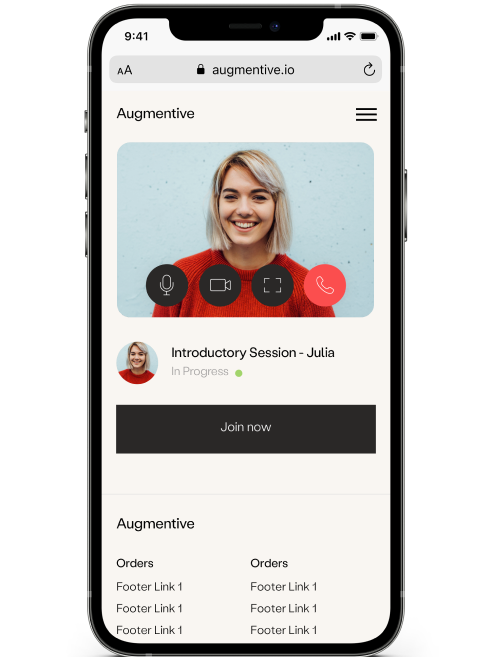 9:41
AA augmentive.io
Augmentive
Introductory Session - Julia
In Progress
Join now
Augmentive
Orders Orders
Footer Link 1 Footer Link 1
Footer Link 1 Footer Link 1
Footer Link 1 Footer Link 1